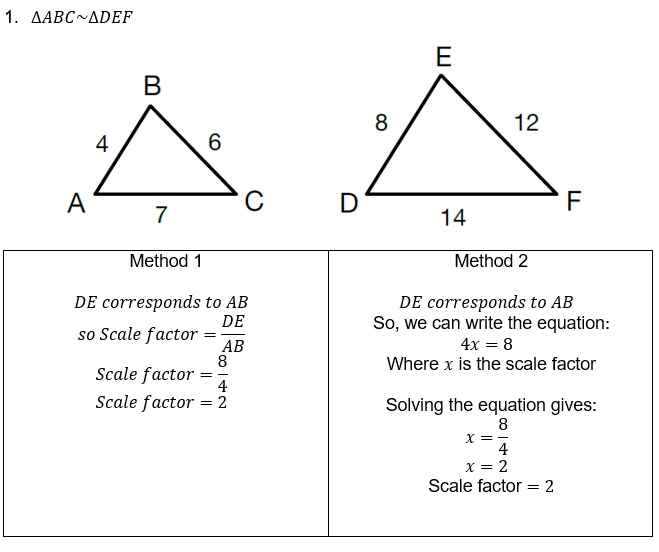 1. ΔABC~ΔDEF
B
4
6
A
7
C
E
8
12
D
14
F
Method 1
DE corresponds to AB
so Scale factor = DE/AB
Scale factor = 8/4
Scale factor = 2
Method 2
DE corresponds to AB
So, we can write the equation:
4x = 8
Where x is the scale factor
Solving the equation gives:
x = 8/4
x = 2
Scale factor = 2